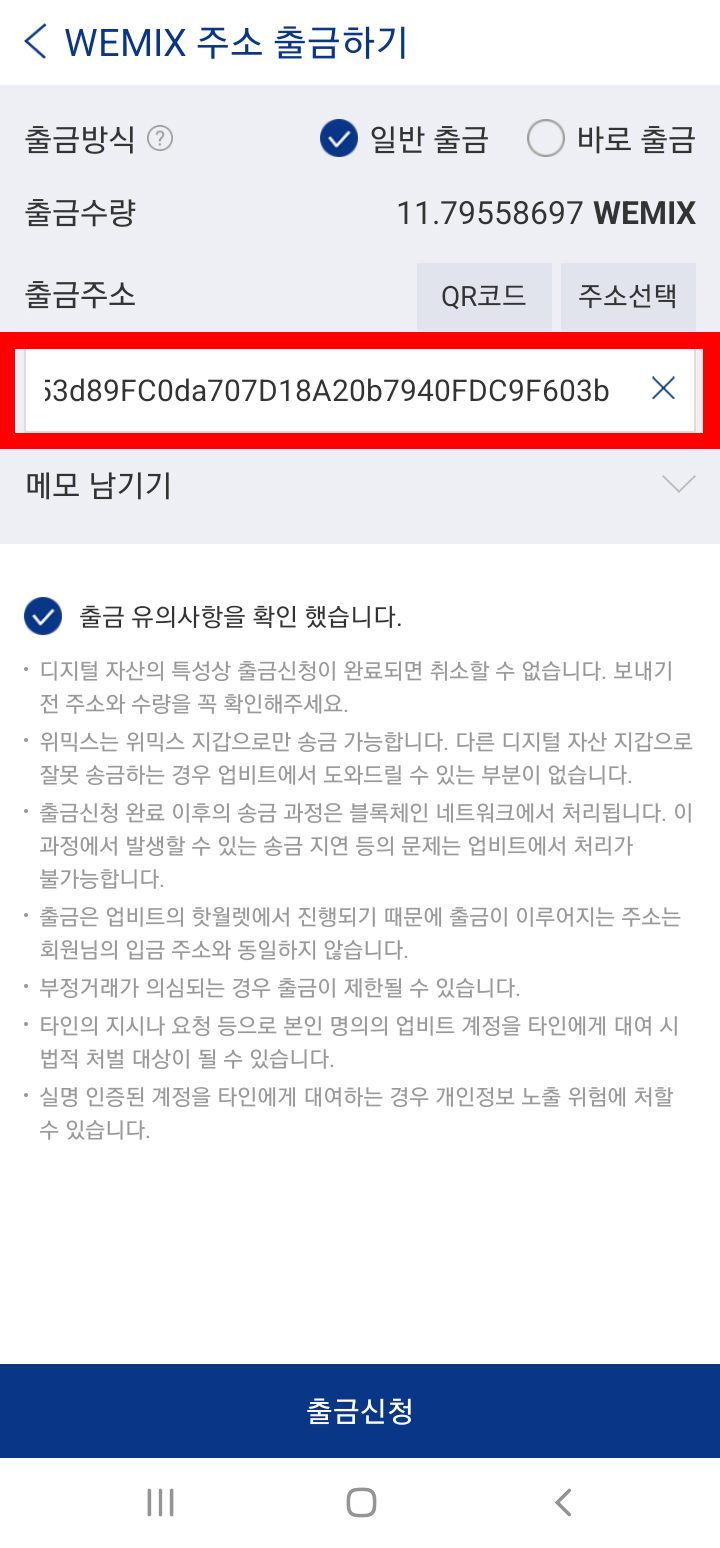 WEMIX 주소 출금하기
출금방식 ? 일반 출금 바로 출금
출금수량 11.79558697 WEMIX
출금주소 QR코드 주소선택
53d89FC0da707D18A20b7940FDC9F603b
메모 남기기
출금 유의사항을 확인 했습니다.
· 디지털 자산의 특성상 출금신청이 완료되면 취소할 수 없습니다. 보내기
전 주소와 수량을 꼭 확인해주세요.
· 위믹스는 위믹스 지갑으로만 송금 가능합니다. 다른 디지털 자산 지갑으로
잘못 송금하는 경우 업비트에서 도와드릴 수 있는 부분이 없습니다.
· 출금신청 완료 이후의 송금 과정은 블록체인 네트워크에서 처리됩니다. 이
과정에서 발생할 수 있는 송금 지연 등의 문제는 업비트에서 처리가
불가능합니다.
· 출금은 업비트의 핫월렛에서 진행되기 때문에 출금이 이루어지는 주소는
회원님의 입금 주소와 동일하지 않습니다.
· 부정거래가 의심되는 경우 출금이 제한될 수 있습니다.
· 타인의 지시나 요청 등으로 본인 명의의 업비트 계정을 타인에게 대여 시
법적 처벌 대상이 될 수 있습니다.
· 실명 인증된 계정을 타인에게 대여하는 경우 개인정보 노출 위험에 처할
수 있습니다.
출금신청